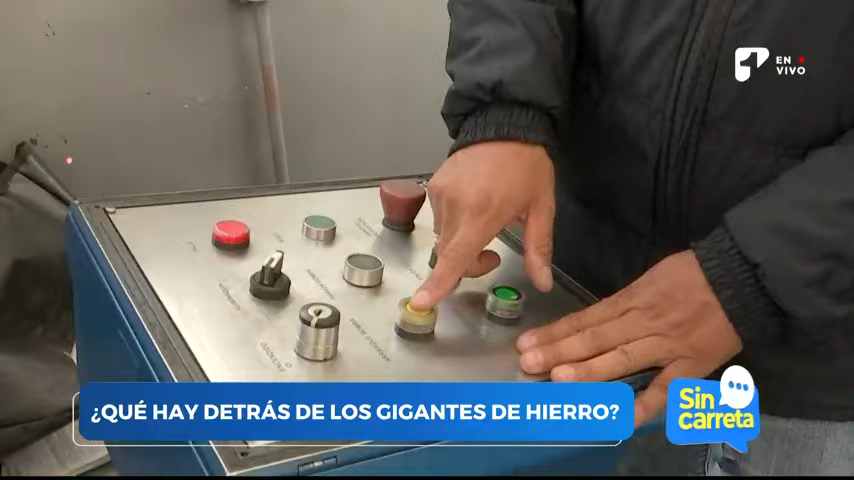 EN
VIVO
¿QUÉ HAY DETRÁS DE LOS GIGANTES DE HIERRO?
Sin
carreta